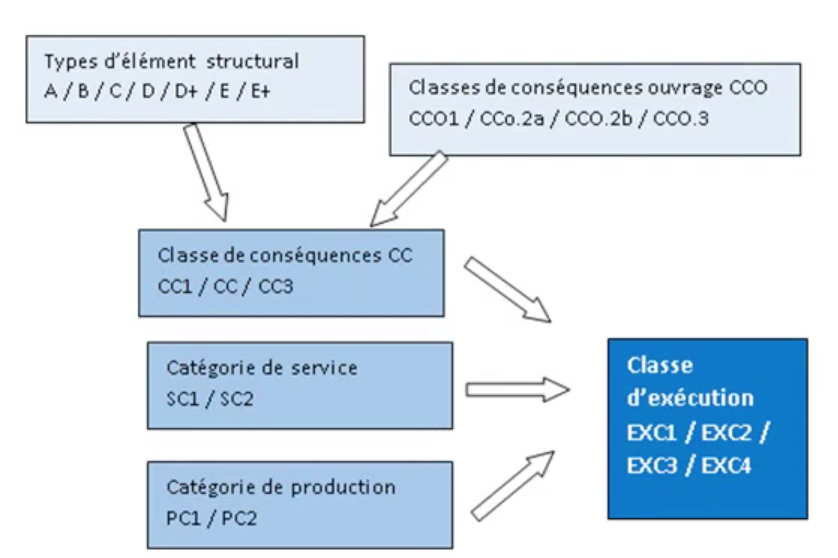 Types d'élément structural
A / B / C / D / D+ / E / E+
Classes de conséquences ouvrage CCO
CCO1 / CCo.2a / CCO.2b / CCO.3
Classe de conséquences CC
CC1 / CC / CC3
Catégorie de service
SC1 / SC2
Catégorie de production
PC1 / PC2
Classe
d'exécution
EXC1 / EXC2 /
EXC3 / EXC4